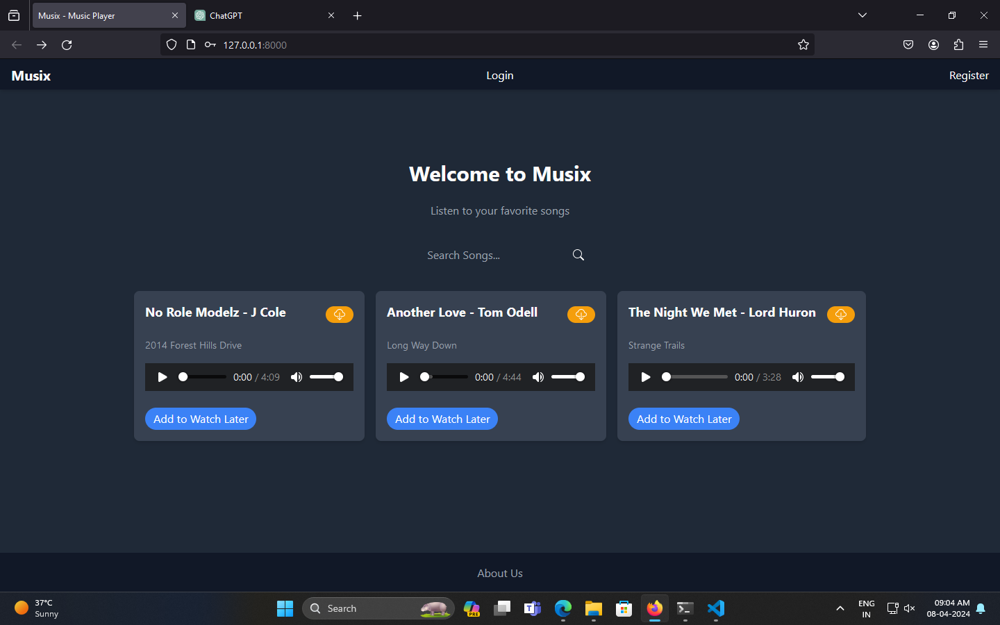 Musix - Music Player
ChatGPT
127.0.0.1:8000
Musix
Login
Register
Welcome to Musix
Listen to your favorite songs
Search Songs...
No Role Modelz - J Cole
2014 Forest Hills Drive
0:00 / 4:09
Add to Watch Later
Another Love - Tom Odell
Long Way Down
0:00 / 4:44
Add to Watch Later
The Night We Met - Lord Huron
Strange Trails
0:00 / 3:28
Add to Watch Later
About Us
37°C
Sunny
Search
PRE
T
ENG
IN
09:04 AM
08-04-2024